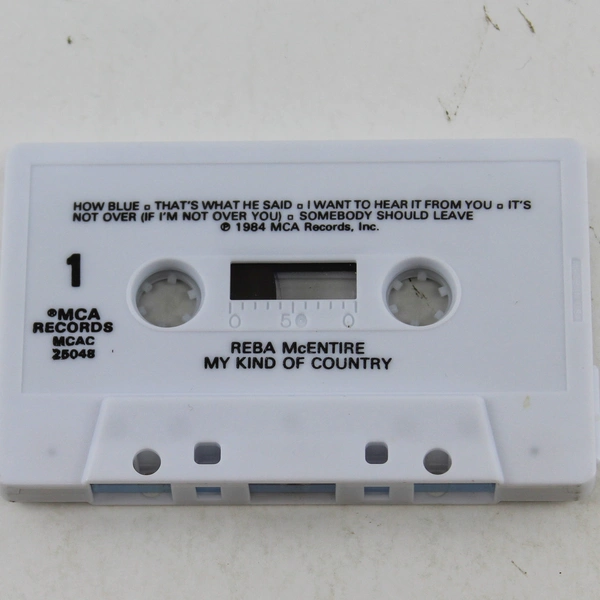 HOW BLUE ▫ THAT'S WHAT HE SAID ▫ I WANT TO HEAR IT FROM YOU ▫ IT'S
NOT OVER (IF I'M NOT OVER YOU) ▫ SOMEBODY SHOULD LEAVE
℗ 1984 MCA Records, Inc.
1
®MCA
RECORDS
MCAC
25048
0 50 0
REBA McENTIRE
MY KIND OF COUNTRY